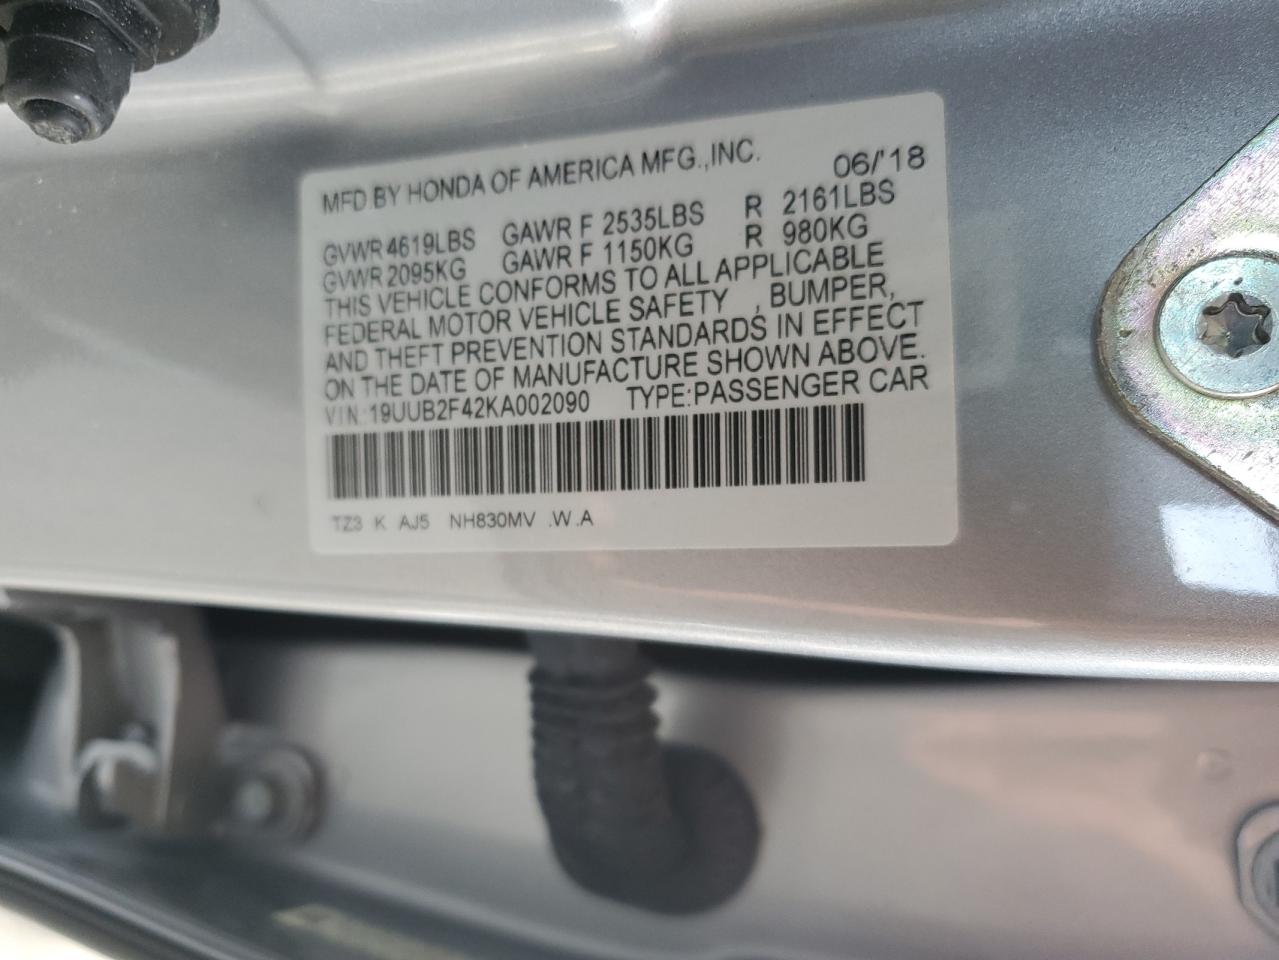 MFD BY HONDA OF AMERICA MFG.,INC. 06/'18
GVWR 4619LBS GAWR F 2535LBS R 2161LBS
GVWR 2095KG GAWR F 1150KG R 980KG
THIS VEHICLE CONFORMS TO ALL APPLICABLE
FEDERAL MOTOR VEHICLE SAFETY , BUMPER,
AND THEFT PREVENTION STANDARDS IN EFFECT
ON THE DATE OF MANUFACTURE SHOWN ABOVE.
VIN:19UUB2F42KA002090 TYPE:PASSENGER CAR
TZ3 K AJ5 NH830MV .W.A